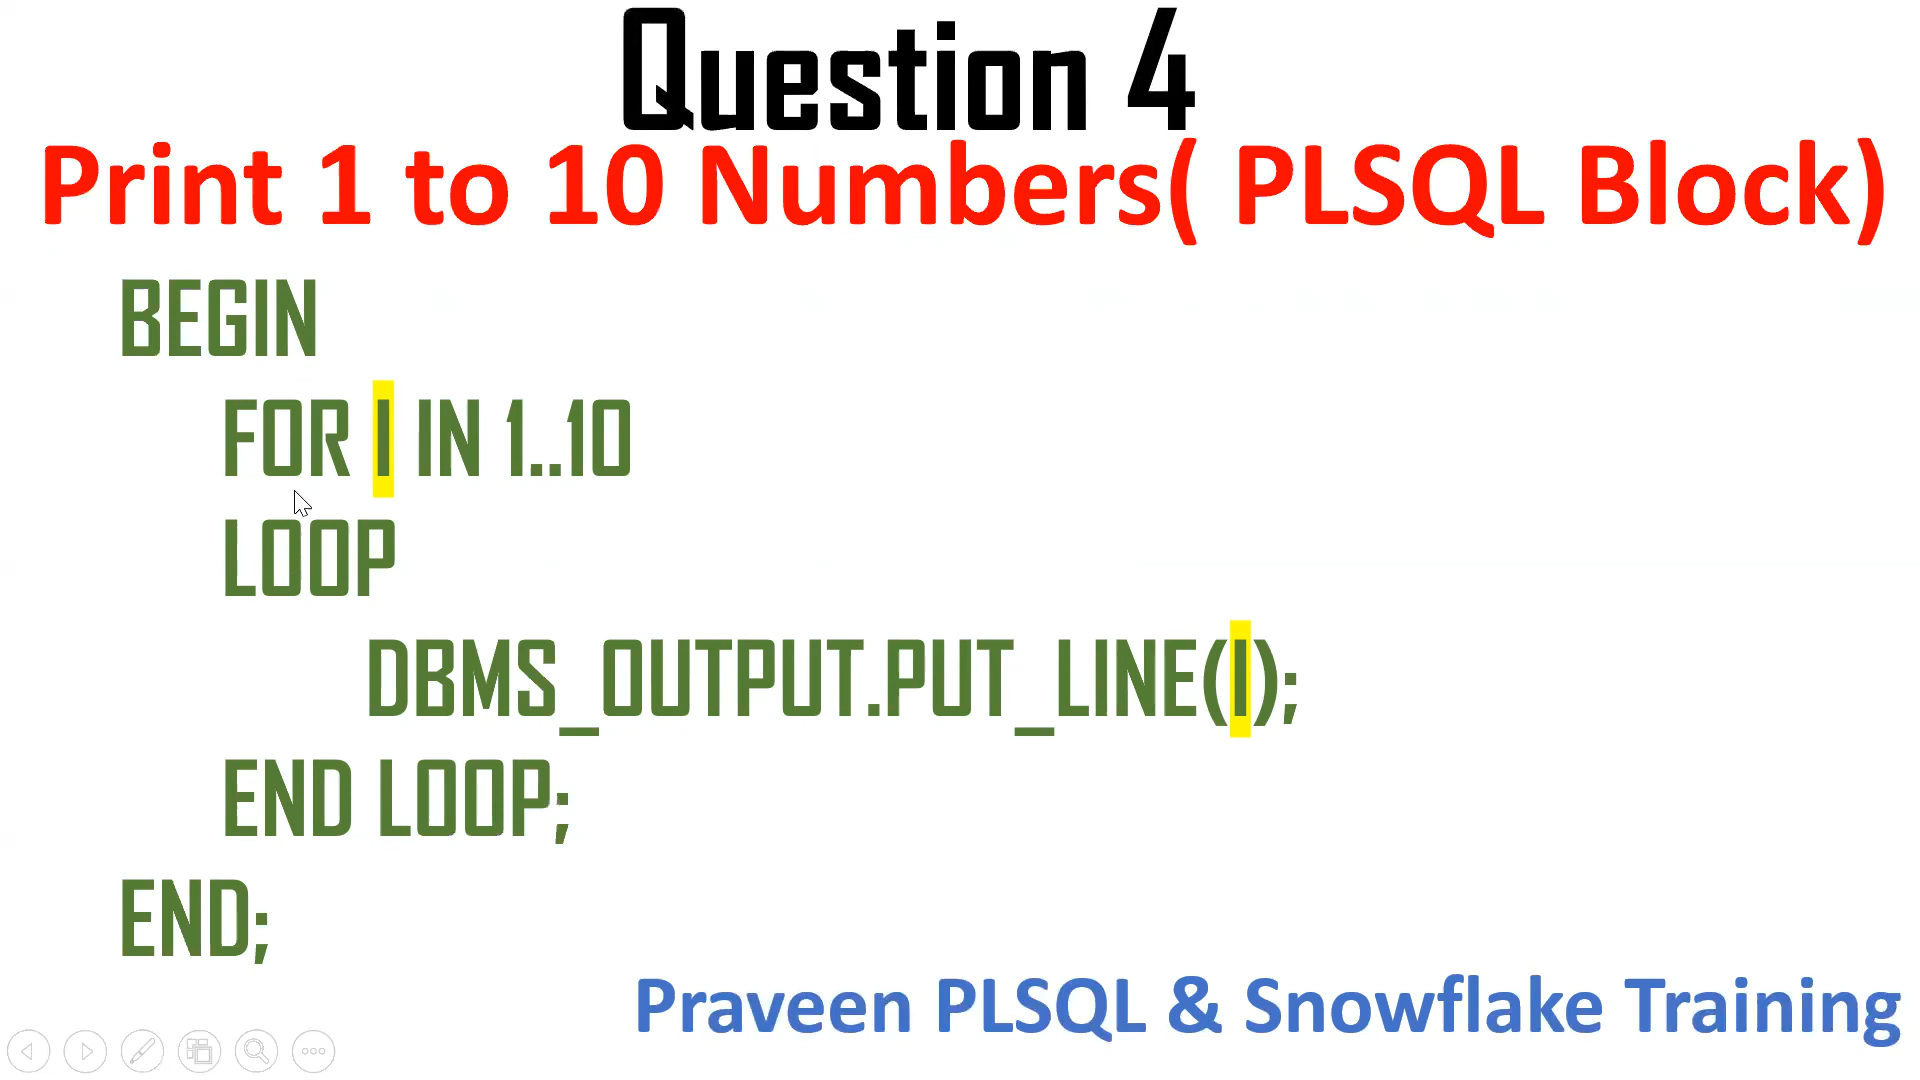 Question 4
Print 1 to 10 Numbers( PLSQL Block)
BEGIN
FOR I IN 1..10
LOOP
DBMS_OUTPUT.PUT_LINE(I);
END LOOP;
END;
Praveen PLSQL & Snowflake Training